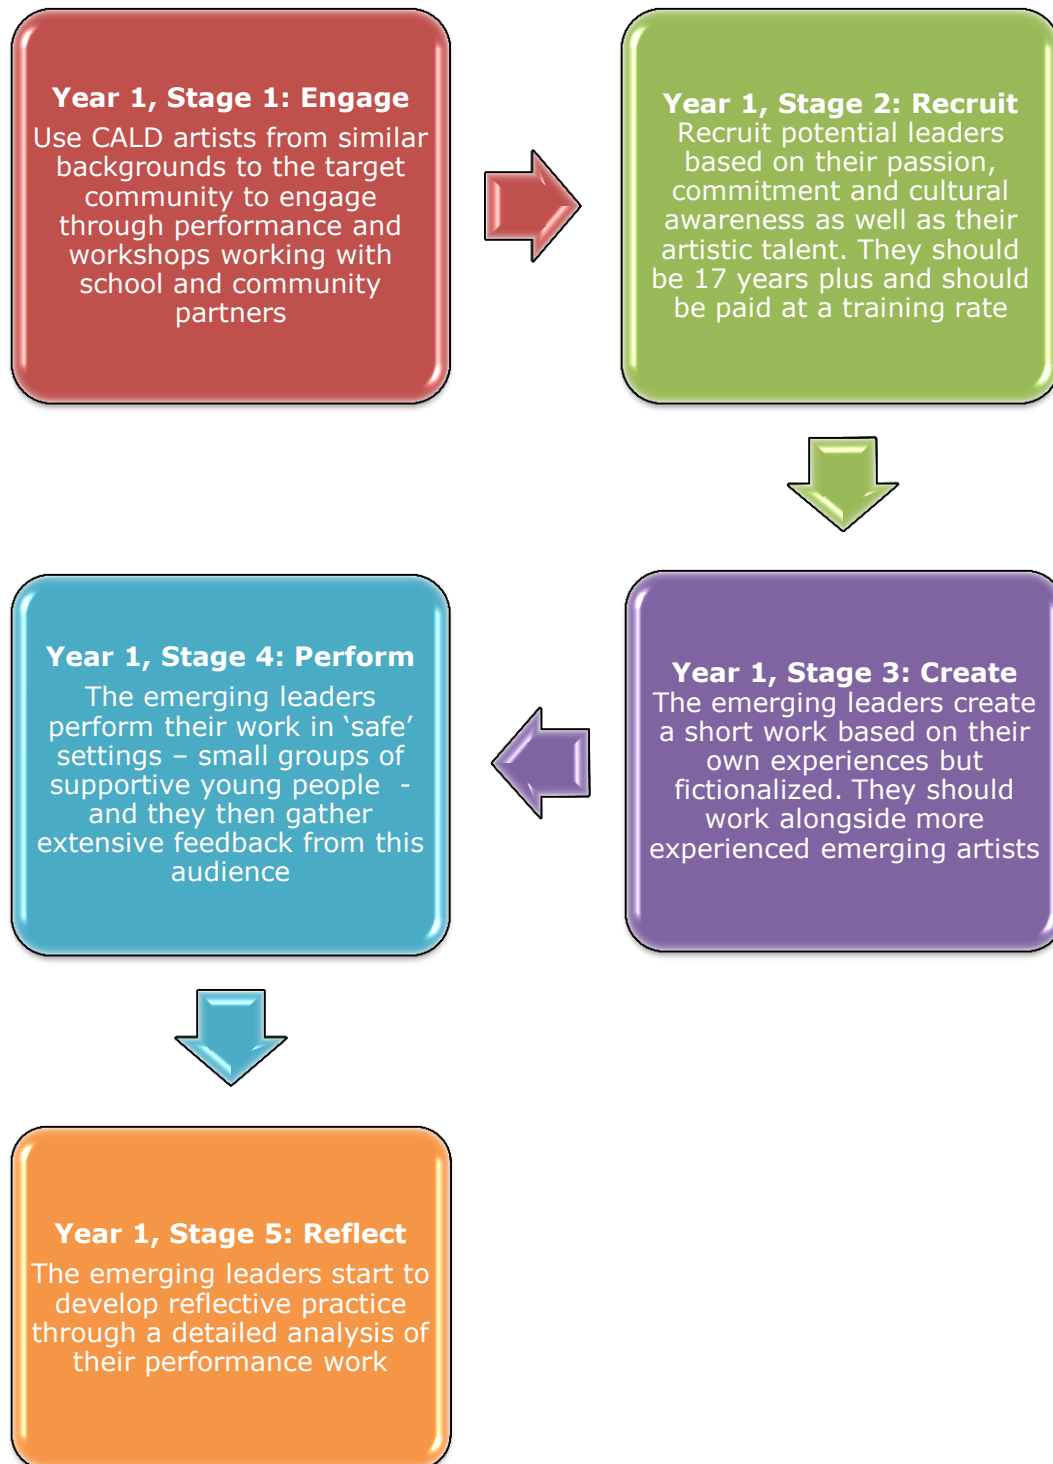 Year 1, Stage 1: Engage
Use CALD artists from similar
backgrounds to the target
community to engage
through performance and
workshops working with
school and community
partners
Year 1, Stage 2: Recruit
Recruit potential leaders
based on their passion,
commitment and cultural
awareness as well as their
artistic talent. They should
be 17 years plus and should
be paid at a training rate
Year 1, Stage 3: Create
The emerging leaders create
a short work based on their
own experiences but
fictionalized. They should
work alongside more
experienced emerging artists
Year 1, Stage 4: Perform
The emerging leaders
perform their work in ‘safe’
settings – small groups of
supportive young people  -
and they then gather
extensive feedback from this
audience
Year 1, Stage 5: Reflect
The emerging leaders start to
develop reflective practice
through a detailed analysis of
their performance work